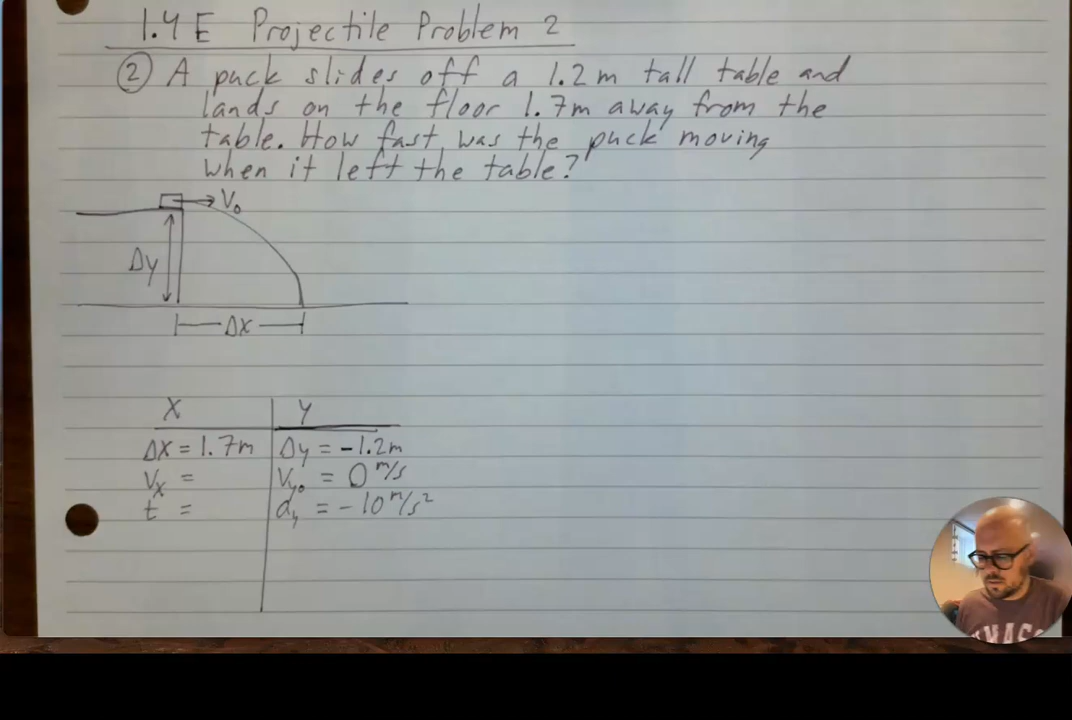 1.4 E Projectile Problem 2
② A puck slides off a 1.2m tall table and
lands on the floor 1.7m away from the
table. How fast was the puck moving
when it left the table?
V₀
Δy
Δx
X Y
Δx = 1.7m Δy = -1.2m
Vₓ = Vy₀ = 0 m/s
t = ay = -10 m/s²